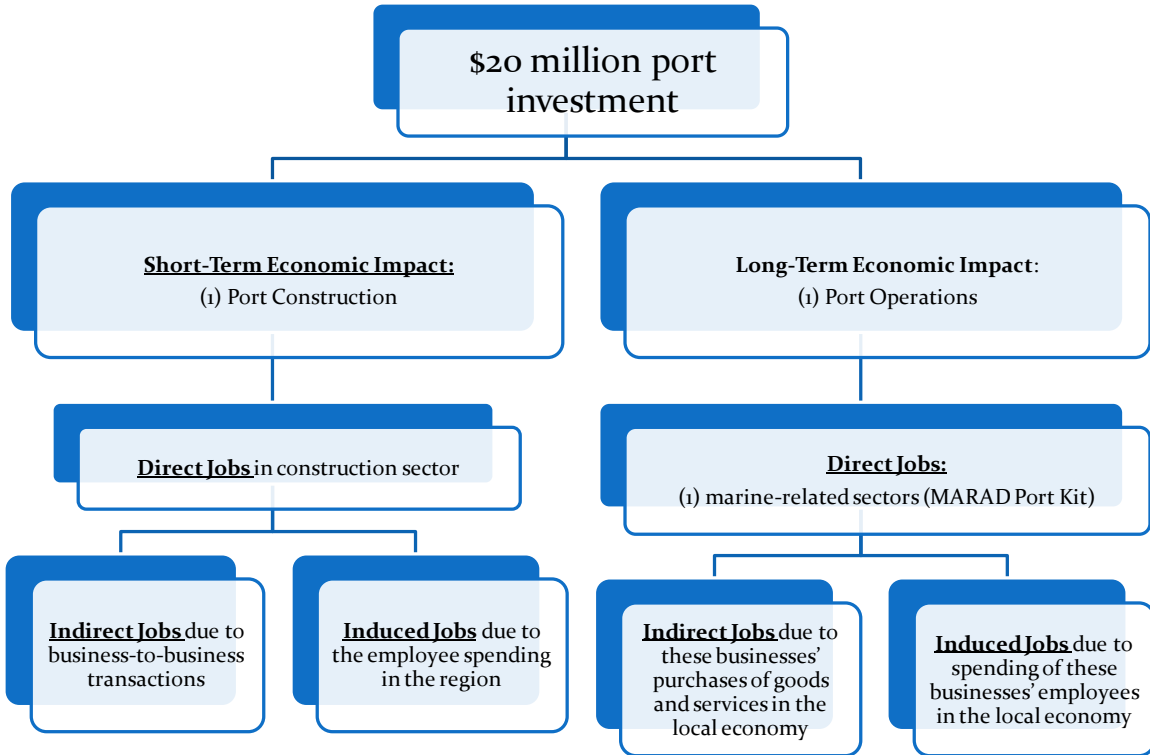 $20 million port
investment
Short-Term Economic Impact:
(1) Port Construction
Long-Term Economic Impact:
(1) Port Operations
Direct Jobs in construction sector
Direct Jobs:
(1) marine-related sectors (MARAD Port Kit)
Indirect Jobs due to
business-to-business
transactions
Induced Jobs due to
the employee spending
in the region
Indirect Jobs due to
these businesses’
purchases of goods
and services in the
local economy
Induced Jobs due to
spending of these
businesses’ employees
in the local economy